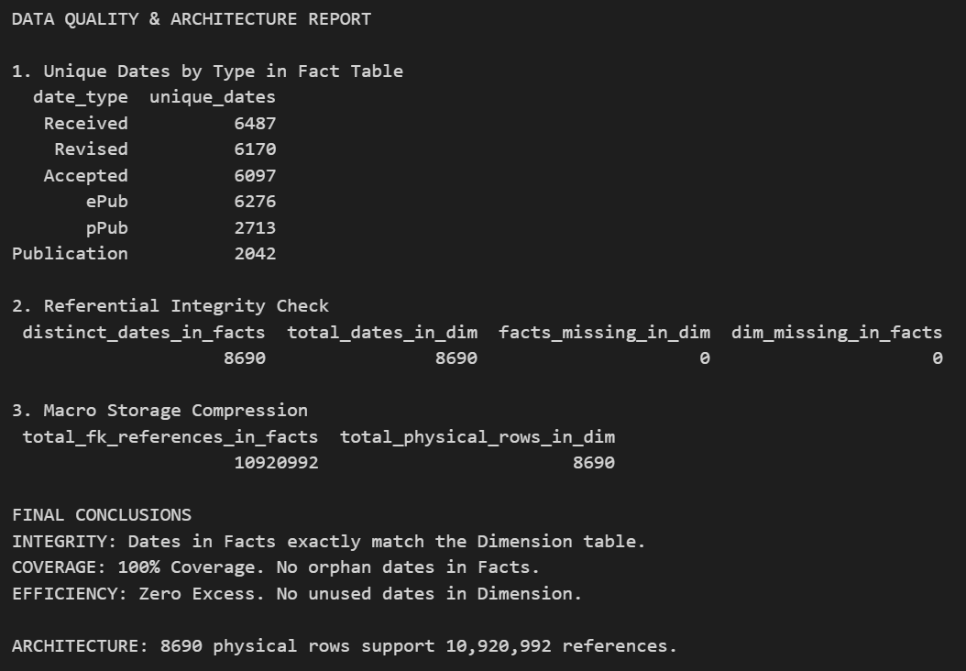 DATA QUALITY & ARCHITECTURE REPORT
1. Unique Dates by Type in Fact Table
date_type unique_dates
Received 6487
Revised 6170
Accepted 6097
ePub 6276
pPub 2713
Publication 2042
2. Referential Integrity Check
distinct_dates_in_facts total_dates_in_dim facts_missing_in_dim dim_missing_in_facts
8690 8690 0 0
3. Macro Storage Compression
total_fk_references_in_facts total_physical_rows_in_dim
10920992 8690
FINAL CONCLUSIONS
INTEGRITY: Dates in Facts exactly match the Dimension table.
COVERAGE: 100% Coverage. No orphan dates in Facts.
EFFICIENCY: Zero Excess. No unused dates in Dimension.
ARCHITECTURE: 8690 physical rows support 10,920,992 references.